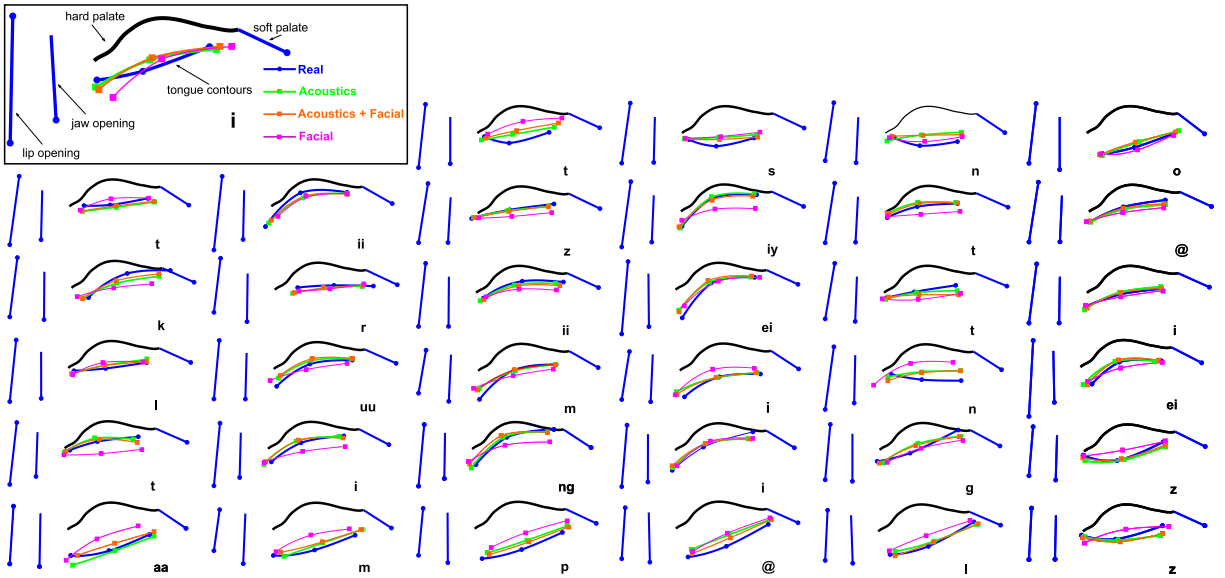 hard palate
soft palate
Real
Acoustics
tongue contours
Acoustics + Facial
jaw opening
i
Facial
lip opening
t s n o
t ii z iy t @
k r ii ei t i
l uu m i n ei
t i ng i g z
aa m p @ l z